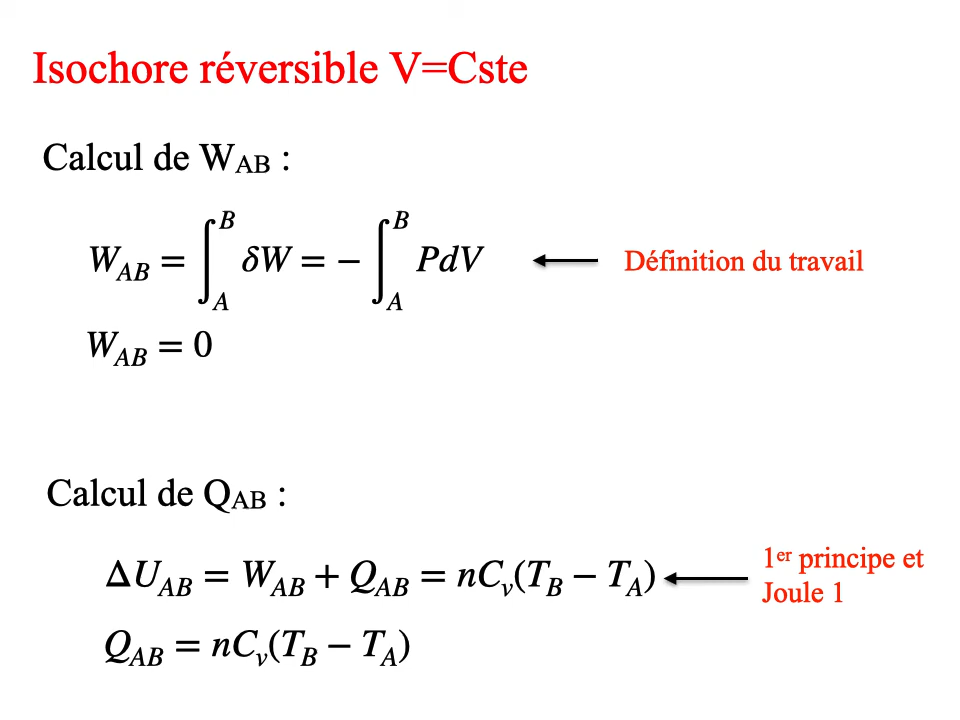 Isochore réversible V=Cste
Calcul de W_AB :
W_AB = ∫_A^B δW = − ∫_A^B PdV
Définition du travail
W_AB = 0
Calcul de Q_AB :
ΔU_AB = W_AB + Q_AB = nC_v(T_B − T_A)
1er principe et
Joule 1
Q_AB = nC_v(T_B − T_A)